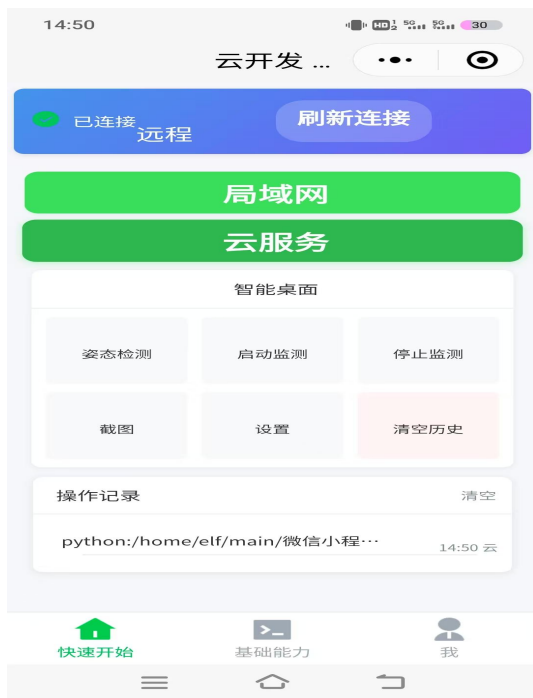 14:50 HD 1 2 5G 5G 30
云开发 ...
已连接
远程
刷新连接
局域网
云服务
智能桌面
姿态检测 启动监测 停止监测
截图 设置 清空历史
操作记录 清空
python:/home/elf/main/微信小程…
14:50 云
快速开始 基础能力 我